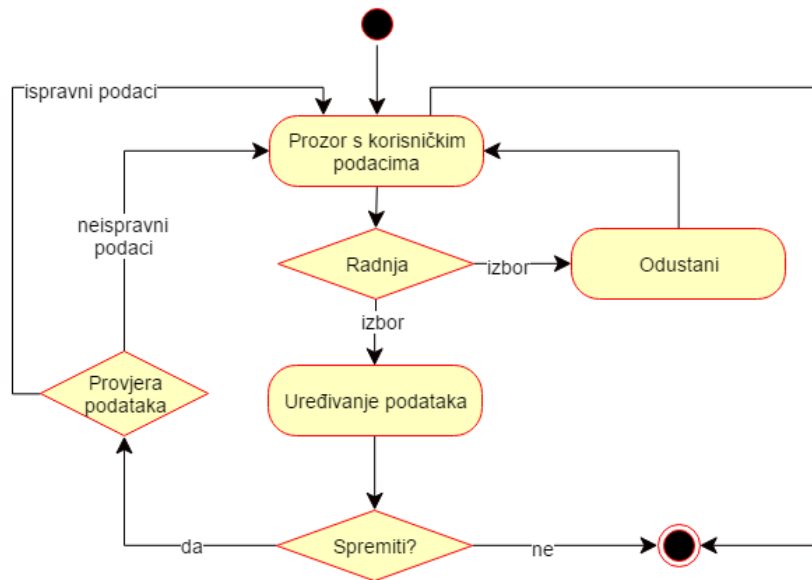 ispravni podaci
Prozor s korisničkim
podacima
neispravni
podaci
Radnja
izbor
Odustani
izbor
Provjera
podataka
Uređivanje podataka
da
Spremiti?
ne